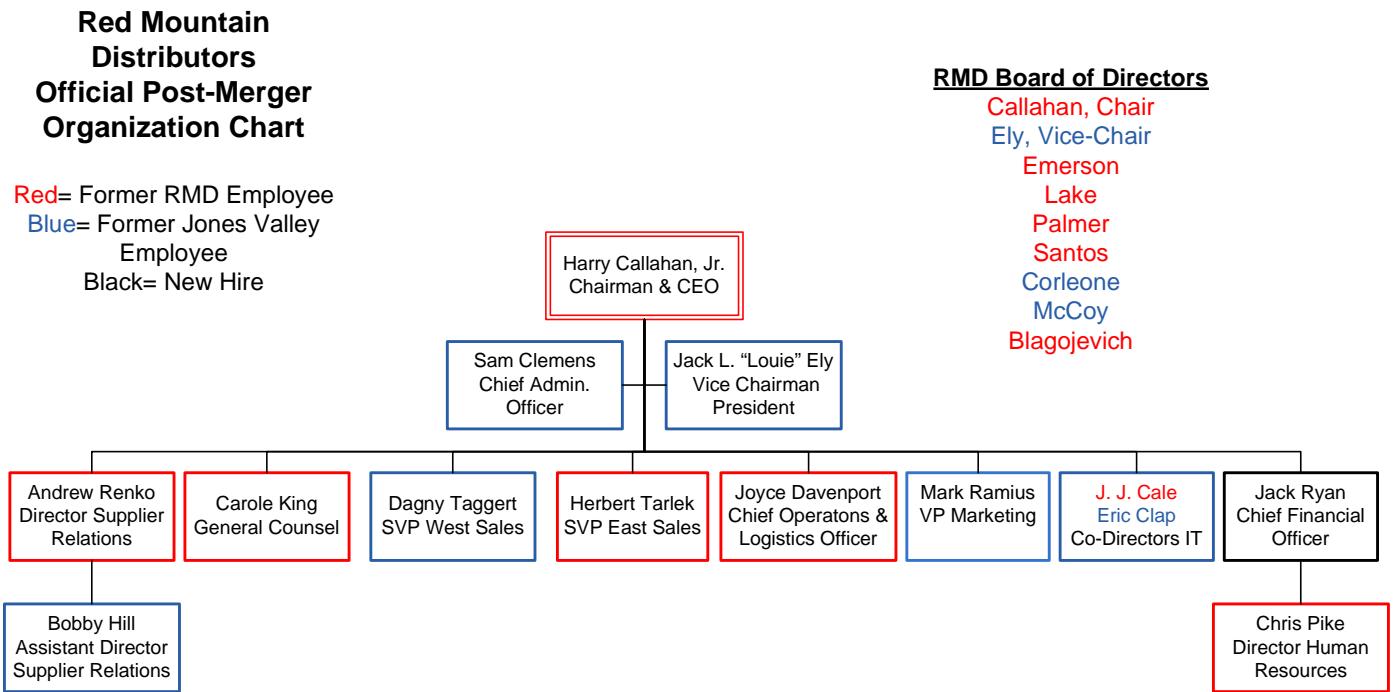 Red Mountain
Distributors
Official Post-Merger
Organization Chart
Red= Former RMD Employee
Blue= Former Jones Valley
Employee
Black= New Hire
RMD Board of Directors
Callahan, Chair
Ely, Vice-Chair
Emerson
Lake
Palmer
Santos
Corleone
McCoy
Blagojevich
Harry Callahan, Jr.
Chairman & CEO
Sam Clemens
Chief Admin.
Officer
Jack L. “Louie” Ely
Vice Chairman
President
Andrew Renko
Director Supplier
Relations
Carole King
General Counsel
Dagny Taggert
SVP West Sales
Herbert Tarlek
SVP East Sales
Joyce Davenport
Chief Operatons &
Logistics Officer
Mark Ramius
VP Marketing
J. J. Cale
Eric Clap
Co-Directors IT
Jack Ryan
Chief Financial
Officer
Bobby Hill
Assistant Director
Supplier Relations
Chris Pike
Director Human
Resources